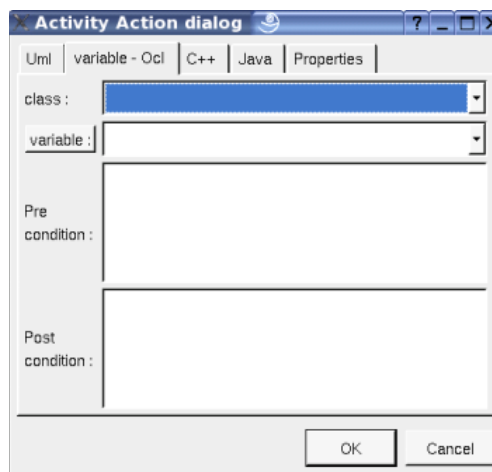 Activity Action dialog
Uml variable - Ocl C++ Java Properties
class :
variable :
Pre
condition :
Post
condition :
OK Cancel